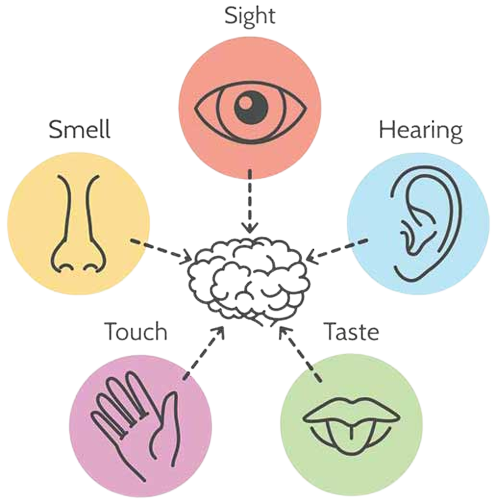 Sight
Smell
Hearing
Touch
Taste